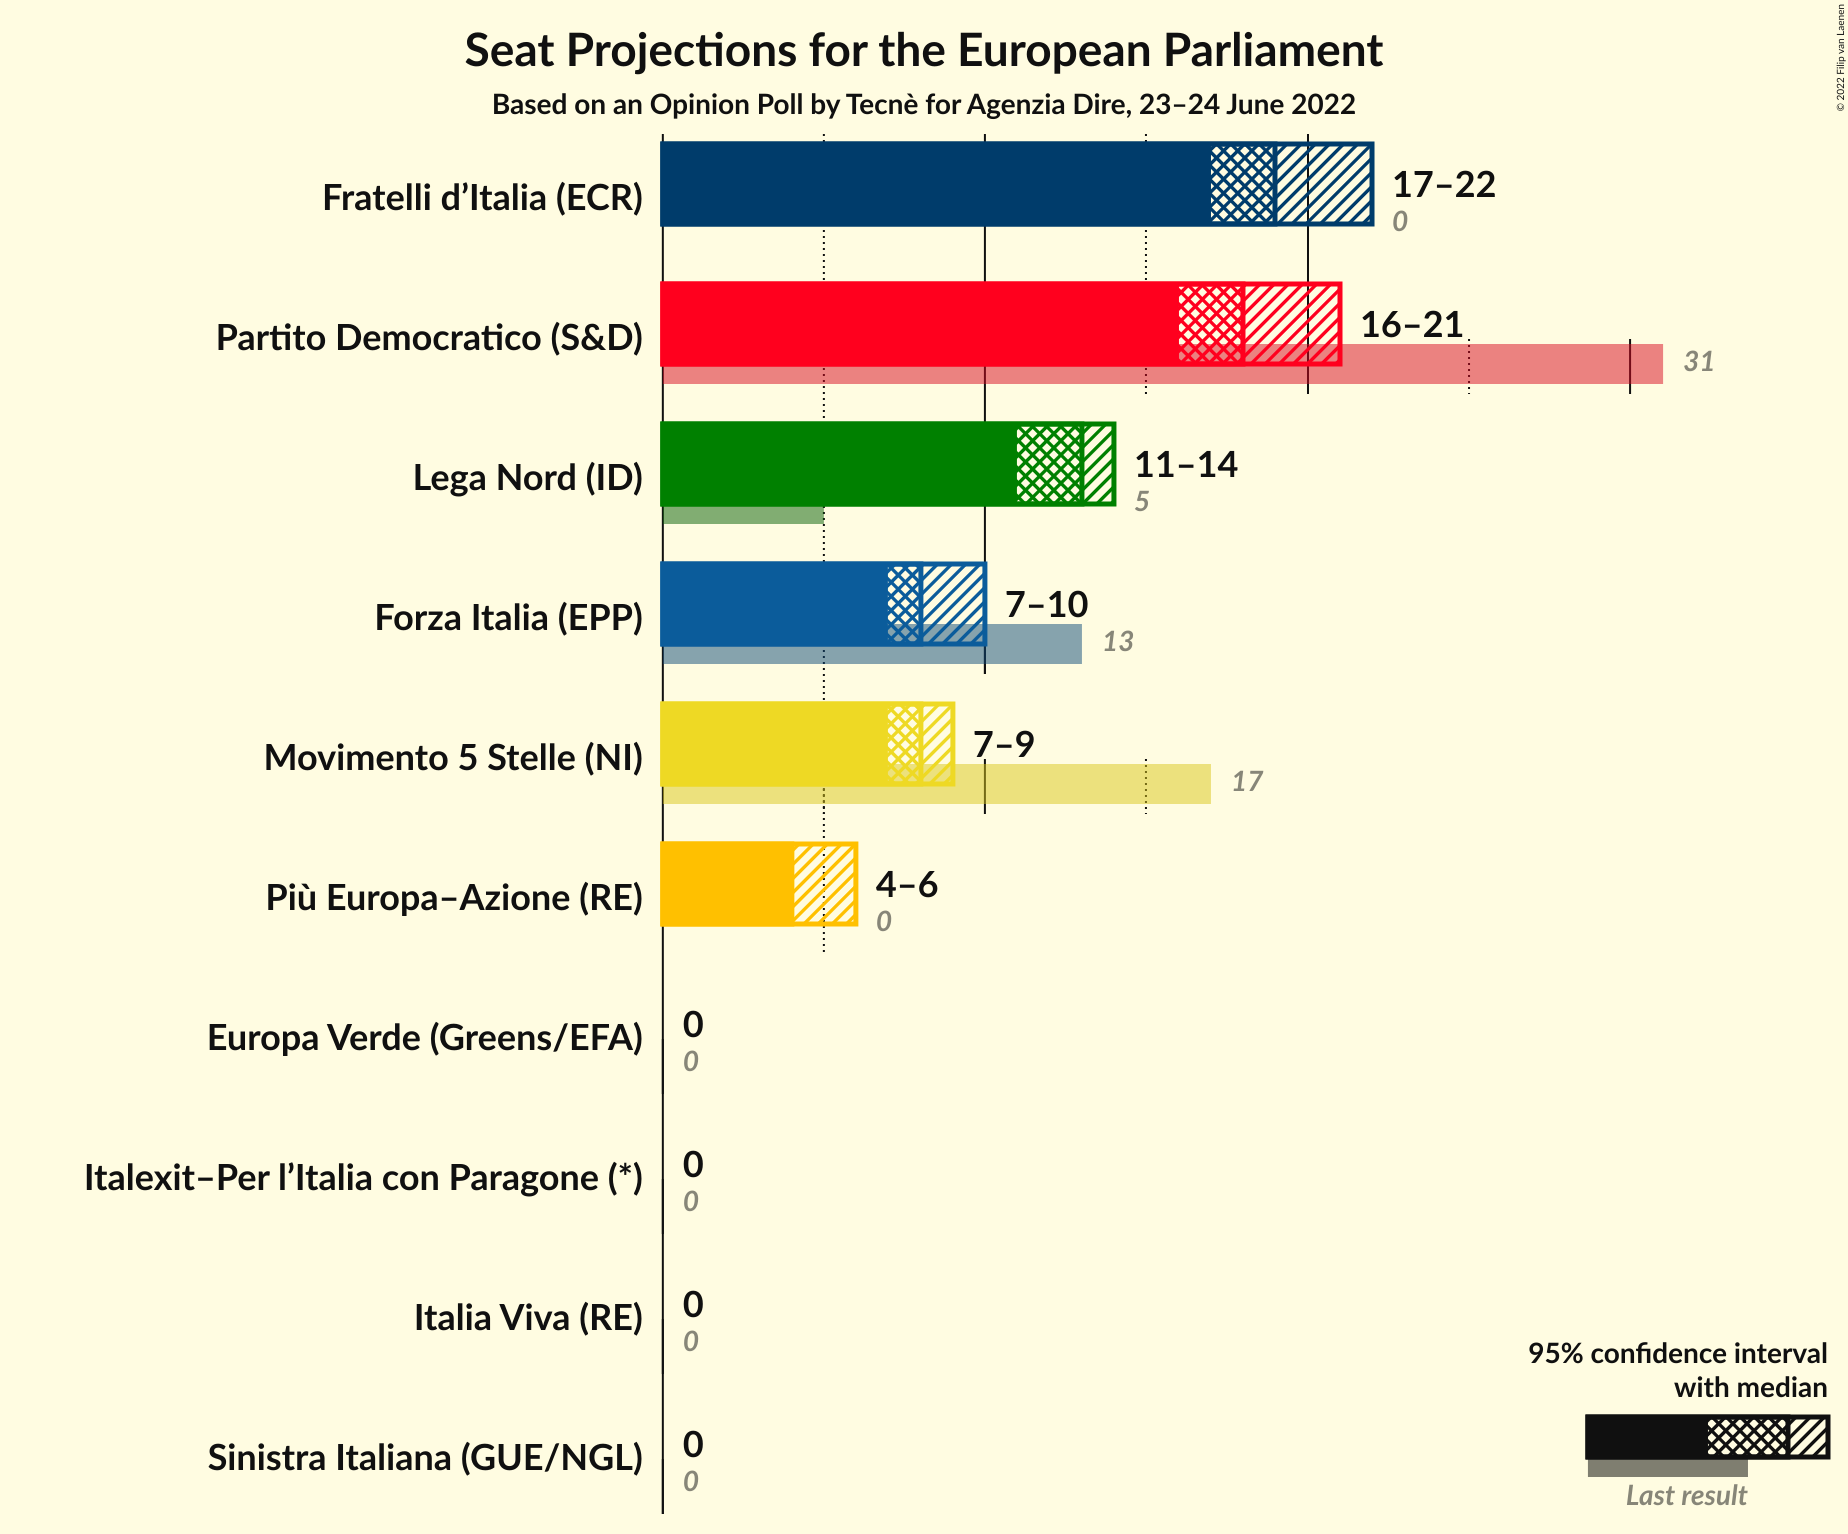 Seat Projections for the European Parliament
Based on an Opinion Poll by Tecnè for Agenzia Dire, 23–24 June 2022
© 2022 Filip van Laenen
Fratelli d’Italia (ECR)
17–22
0
Partito Democratico (S&D)
16–21
31
Lega Nord (ID)
11–14
5
Forza Italia (EPP)
7–10
13
Movimento 5 Stelle (NI)
7–9
17
Più Europa–Azione (RE)
4–6
0
Europa Verde (Greens/EFA)
0
0
Italexit–Per l’Italia con Paragone (*)
0
0
Italia Viva (RE)
0
0
Sinistra Italiana (GUE/NGL)
0
0
95% confidence interval
with median
Last result